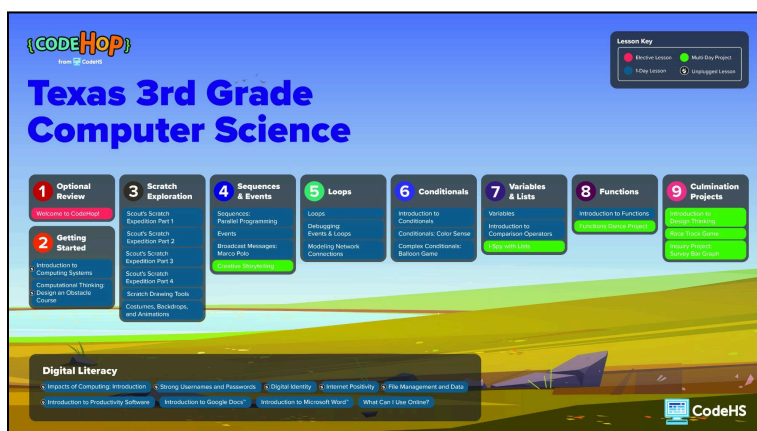 {CODEHOP}
from CodeHS
Lesson Key
Elective Lesson
Multi-Day Project
1-Day Lesson
Unplugged Lesson
Texas 3rd Grade
Computer Science
1
Optional
Review
Welcome to CodeHop!
2
Getting
Started
Introduction to
Computing Systems
Computational Thinking:
Design an Obstacle
Course
3
Scratch
Exploration
Scout's Scratch
Expedition Part 1
Scout's Scratch
Expedition Part 2
Scout's Scratch
Expedition Part 3
Scout's Scratch
Expedition Part 4
Scratch Drawing Tools
Costumes, Backdrops,
and Animations
4
Sequences
& Events
Sequences:
Parallel Programming
Events
Broadcast Messages:
Marco Polo
Creative Storytelling
5
Loops
Loops
Debugging:
Events & Loops
Modeling Network
Connections
6
Conditionals
Introduction to
Conditionals
Conditionals: Color Sense
Complex Conditionals:
Balloon Game
7
Variables
& Lists
Variables
Introduction to
Comparison Operators
I-Spy with Lists
8
Functions
Introduction to Functions
Functions Dance Project
9
Culmination
Projects
Introduction to
Design Thinking
Race Track Game
Inquiry Project:
Survey Bar Graph
Digital Literacy
Impacts of Computing: Introduction
Strong Usernames and Passwords
Digital Identity
Internet Positivity
File Management and Data
Introduction to Productivity Software
Introduction to Google Docs™
Introduction to Microsoft Word™
What Can I Use Online?
CodeHS